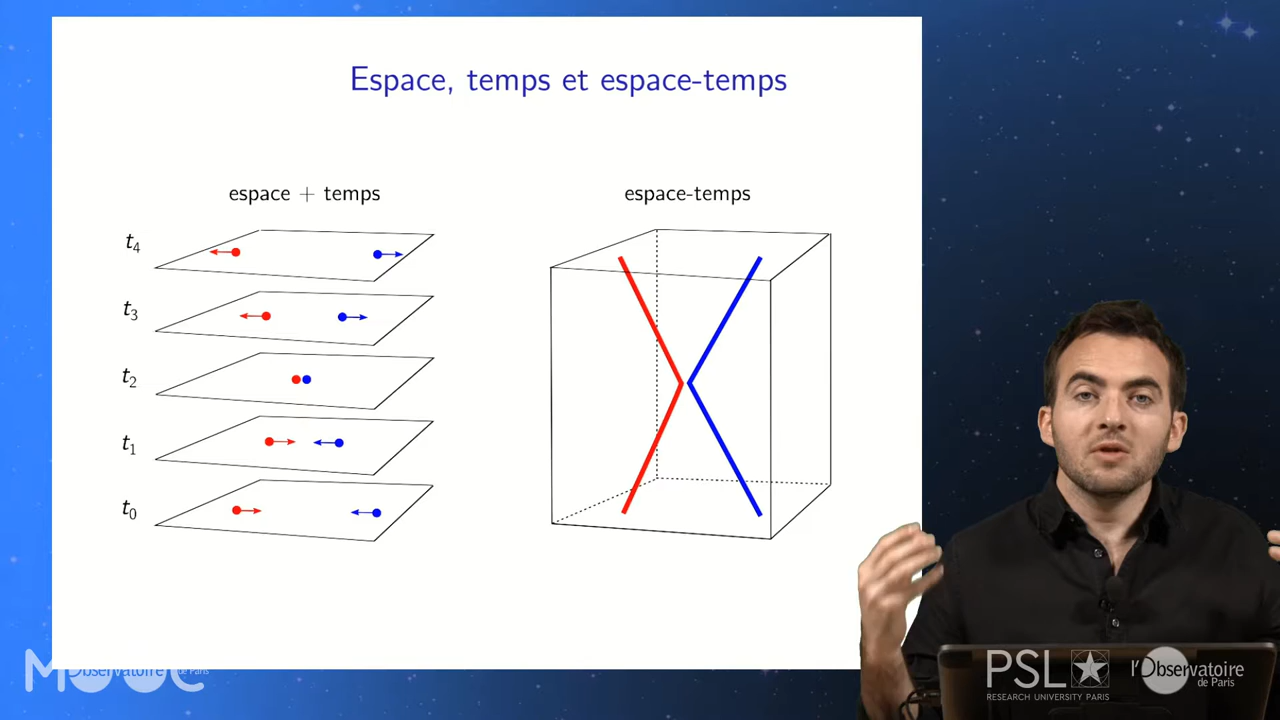 Espace, temps et espace-temps
espace + temps
espace-temps
t₄
t₃
t₂
t₁
t₀
MOOC
l'Observatoire de Paris
PSL
RESEARCH UNIVERSITY PARIS
l'Observatoire
de Paris